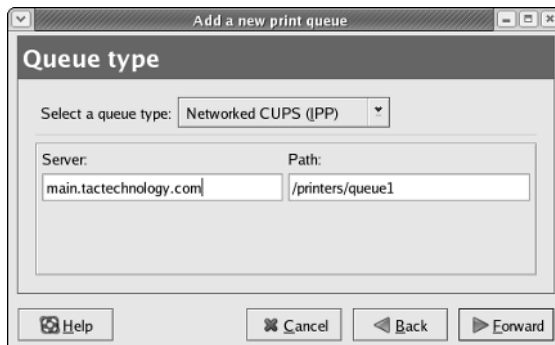 Add a new print queue
Queue type
Select a queue type: Networked CUPS (IPP)
Server: Path:
main.tactechnology.com /printers/queue1
Help Cancel Back Forward